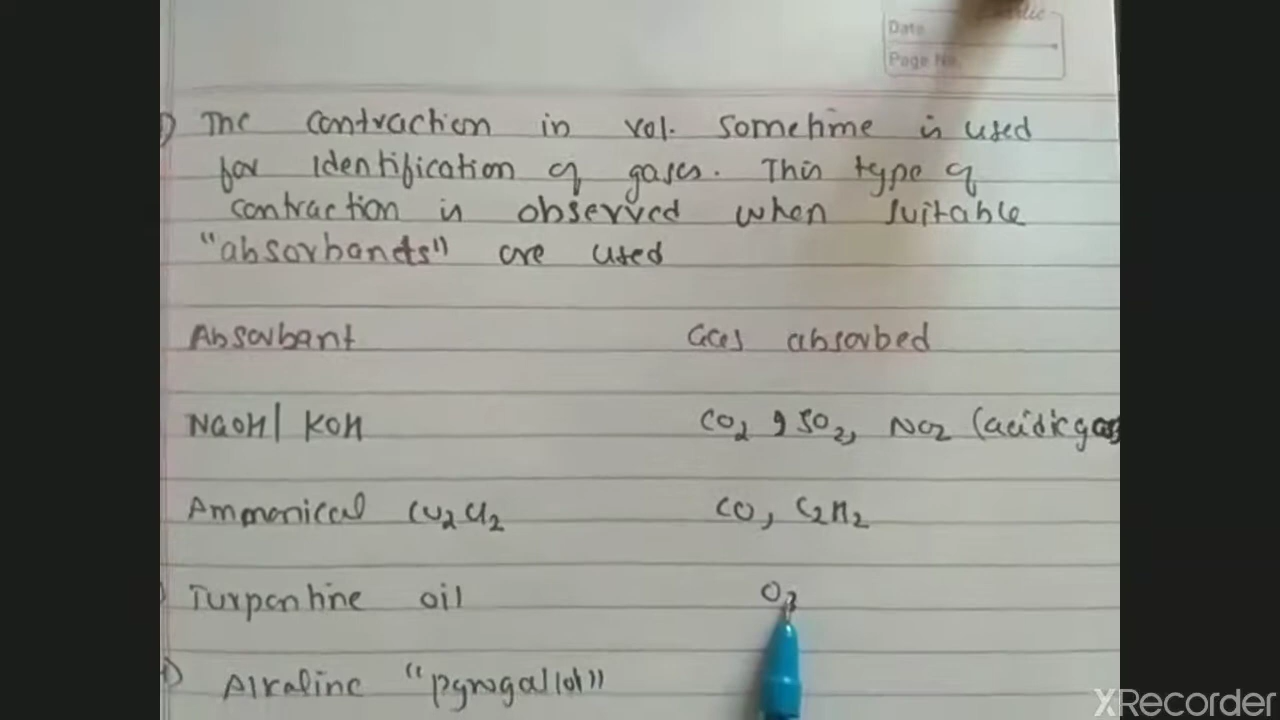 Date
Page No.
The contraction in vol. sometime is used
for identification of gases. This type of
contraction is observed when suitable
"absorbants" are used
Absorbant Gas absorbed
NaOH/ KOH CO2, SO2, NO2 (acidic gas
Ammonical Cu2Cl2 CO, C2H2
Turpentine oil O3
Alkaline "pyrogallol"
XRecorder